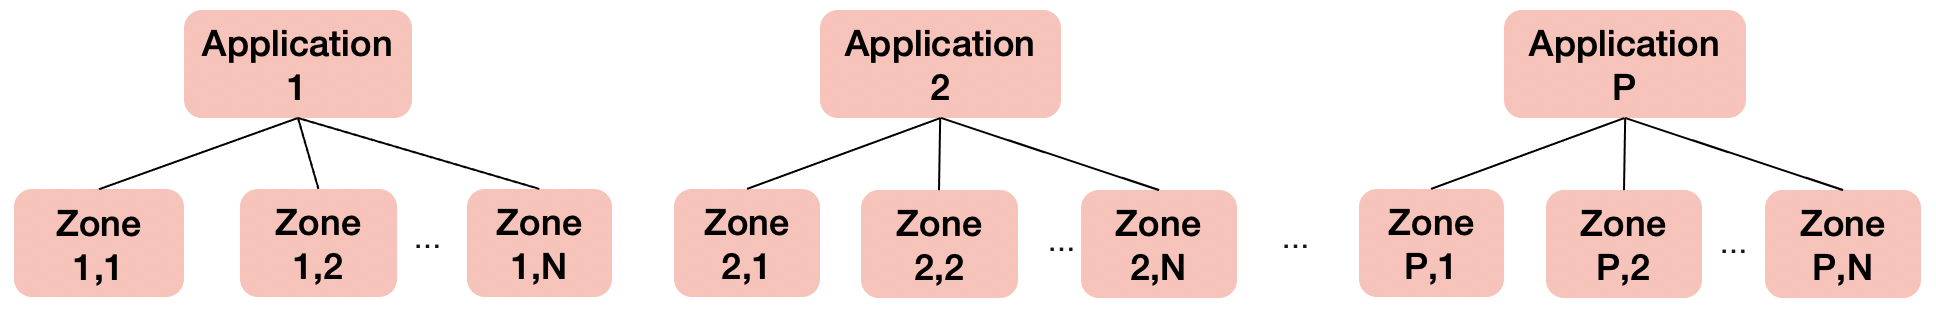 Application
1
Application
2
Application
P
Zone
1,1
Zone
1,2
...
Zone
1,N
Zone
2,1
Zone
2,2
...
Zone
2,N
...
Zone
P,1
Zone
P,2
...
Zone
P,N